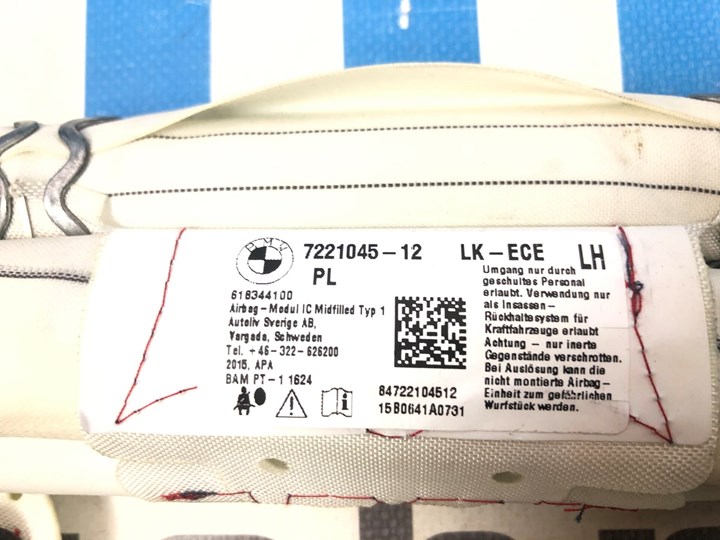 BMW
7221045-12 LK-ECE LH
PL
618344100
Airbag-Modul IC Midfilled Typ 1
Autoliv Sverige AB,
Vargada, Schweden
Tel. +46-322-626200
2015, APA
BAM PT-1 1624
84722104512
15B0641A0731
Umgang nur durch
geschultes Personal
erlaubt. Verwendung nur
als Insassen-
Rückhaltesystem für
Kraftfahrzeuge erlaubt
Achtung - nur inerte
Gegenstände verschrotten.
Bei Auslösung kann die
nicht montierte Airbag-
Einheit zum gefährlichen
Wurfstück werden.